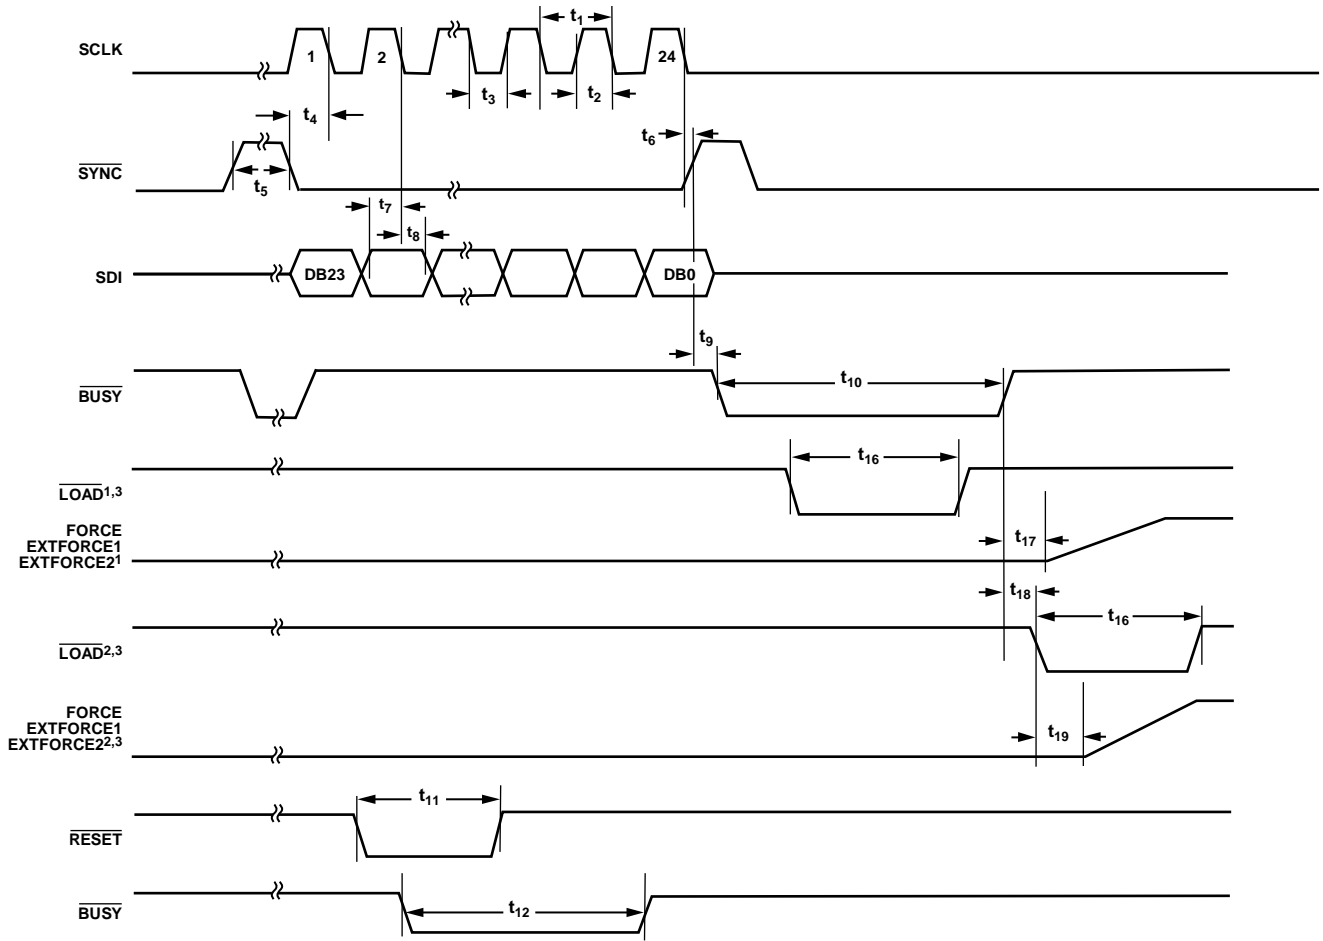 t1
SCLK
1
2
24
t3
t2
t4
t6
SYNC
t5
t7
t8
SDI
DB23
DB0
t9
BUSY
t10
t16
LOAD1,3
FORCE
EXTFORCE1
EXTFORCE21
t17
t18
t16
LOAD2,3
FORCE
EXTFORCE1
EXTFORCE22,3
t19
t11
RESET
BUSY
t12